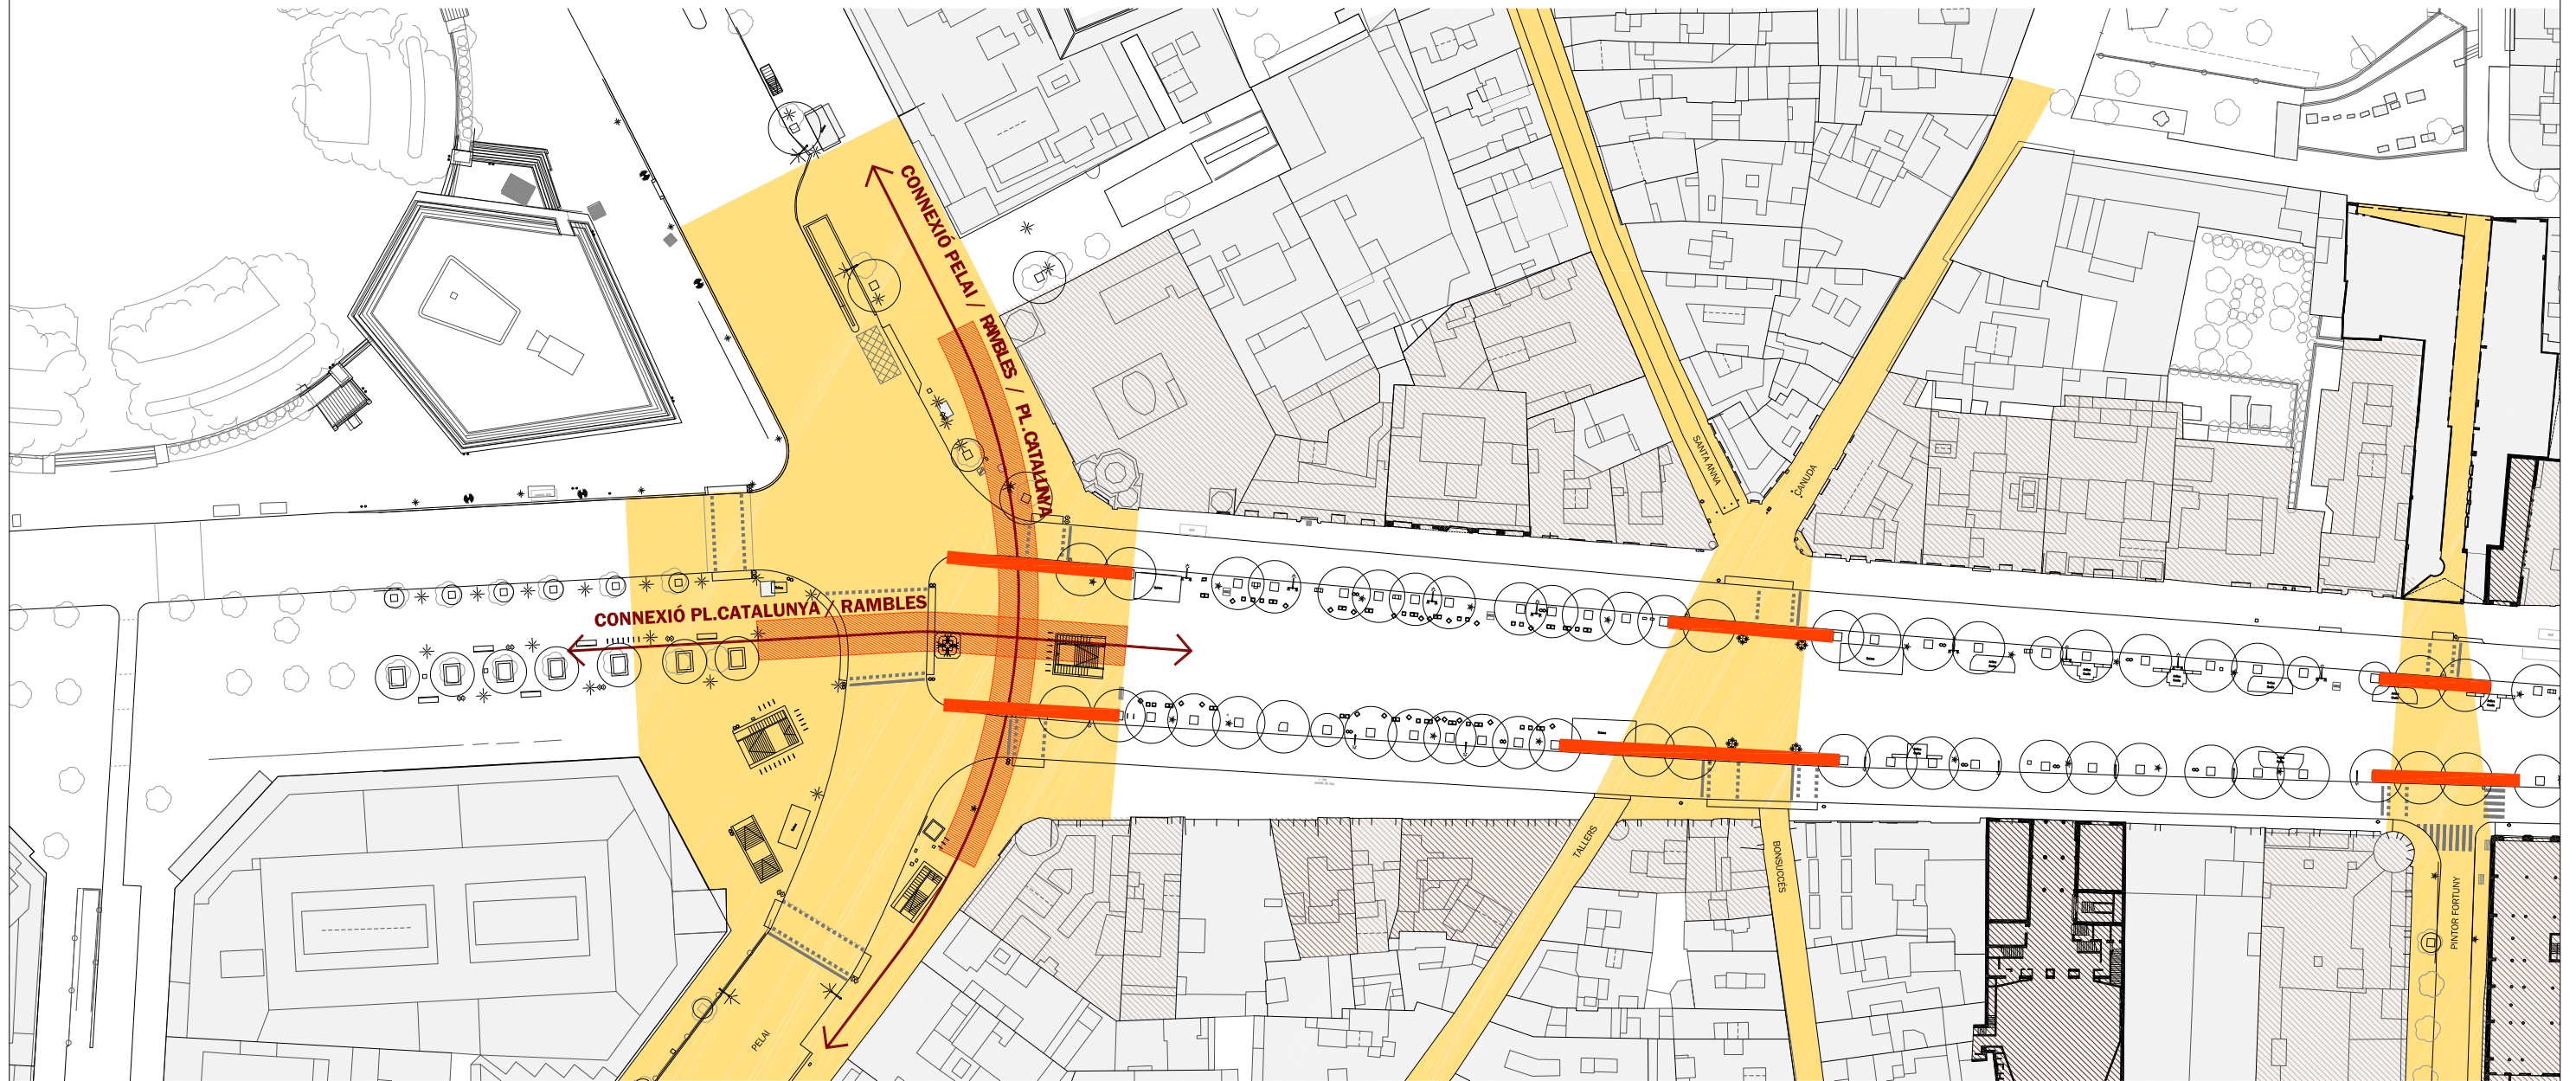 CONNEXIÓ PELAI / RAMBLES / PL.CATALUNYA
CONNEXIÓ PL.CATALUNYA / RAMBLES
SANTA ANNA
CANUDA
TALLERS
BONSUCCÉS
PINTOR FORTUNY
PELAI